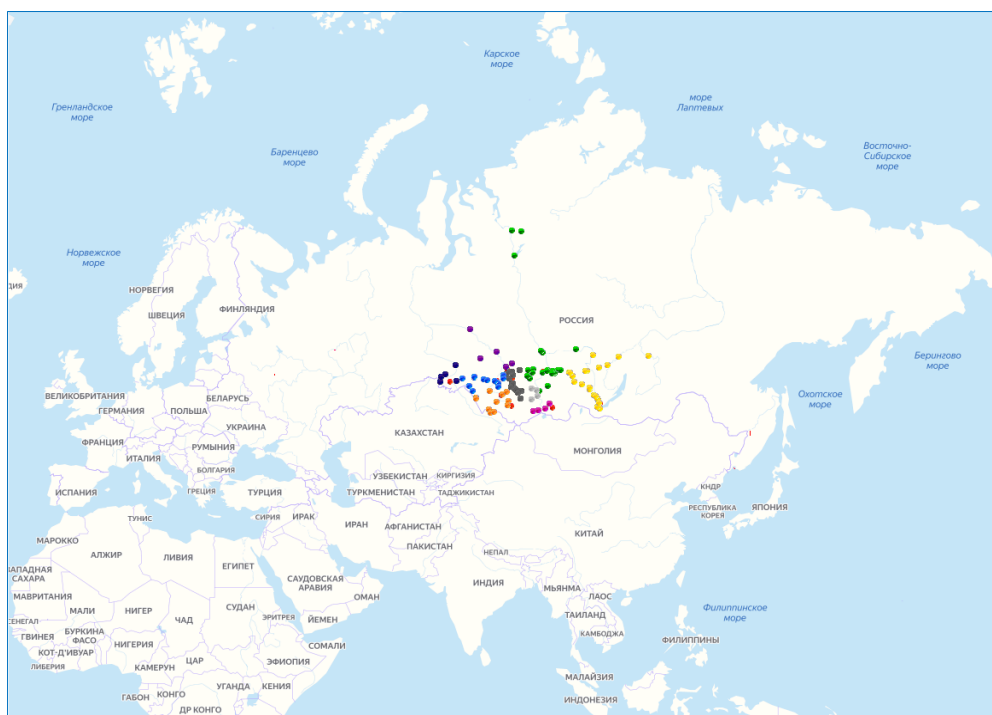 Карское
море
море
Лаптевых
Гренландское
море
Баренцево
море
Восточно-
Сибирское
море
Норвежское
море
ДИЯ
НОРВЕГИЯ
ШВЕЦИЯ
ФИНЛЯНДИЯ
РОССИЯ
Берингово
море
ВЕЛИКОБРИТАНИЯ
БЕЛАРУСЬ
Охотское
море
ГЕРМАНИЯ
ПОЛЬША
УКРАИНА
КАЗАХСТАН
ФРАНЦИЯ
РУМЫНИЯ
МОНГОЛИЯ
ИТАЛИЯ
БОЛГАРИЯ
УЗБЕКИСТАН
КИРГИЗИЯ
ИСПАНИЯ
ГРЕЦИЯ
ТУРЦИЯ
ТУРКМЕНИСТАН
ТАДЖИКИСТАН
КНДР
РЕСПУБЛИКА
КОРЕЯ
ЯПОНИЯ
ТУНИС
СИРИЯ
ИРАК
ИРАН
АФГАНИСТАН
КИТАЙ
МАРОККО
АЛЖИР
ЛИВИЯ
ЕГИПЕТ
ПАКИСТАН
НЕПАЛ
ЗАПАДНАЯ
САХАРА
САУДОВСКАЯ
АРАВИЯ
ОМАН
ИНДИЯ
МЬЯНМА
ЛАОС
МАВРИТАНИЯ
МАЛИ
НИГЕР
ЧАД
СУДАН
ЭРИТРЕЯ
ЙЕМЕН
ТАИЛАНД
Филиппинское
море
СЕНЕГАЛ
ГВИНЕЯ
БУРКИНА
ФАСО
КАМБОДЖА
ФИЛИППИНЫ
КОТ-Д'ИВУАР
НИГЕРИЯ
СОМАЛИ
ЛИБЕРИЯ
КАМЕРУН
ЦАР
ЭФИОПИЯ
МАЛАЙЗИЯ
ГАБОН
КОНГО
УГАНДА
КЕНИЯ
ИНДОНЕЗИЯ
ДР КОНГО